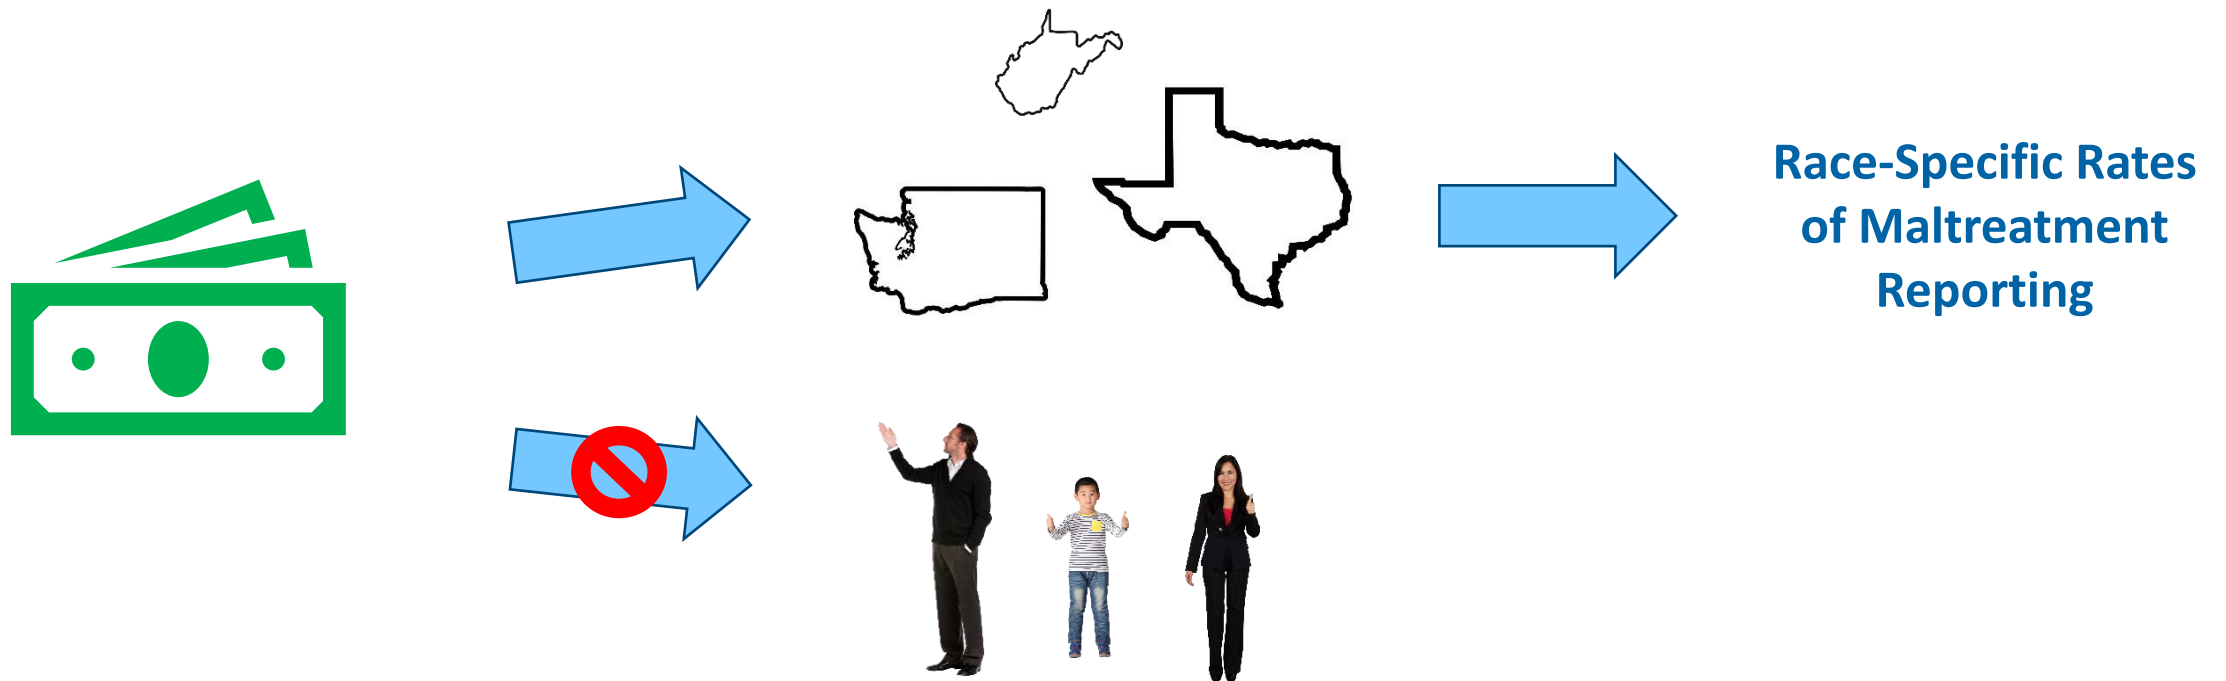 Race-Specific Rates
of Maltreatment
Reporting